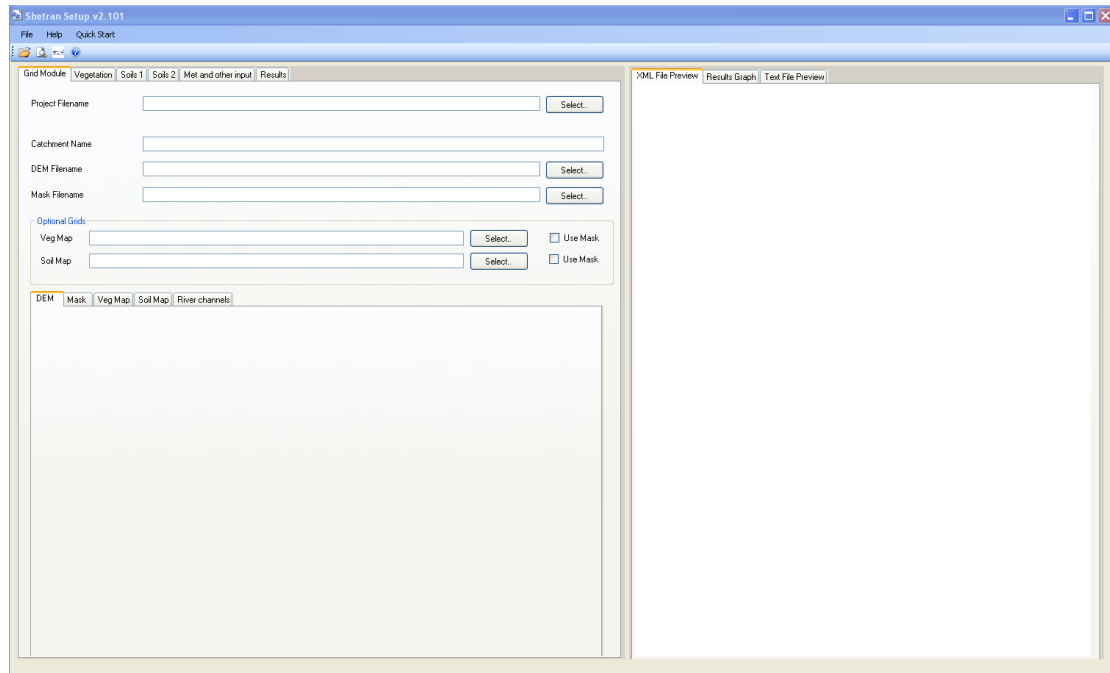 Shetran Setup v2.101
File Help Quick Start
Grid Module Vegetation Soils 1 Soils 2 Met and other input Results
Project Filename Select..
Catchment Name
DEM Filename Select..
Mask Filename Select..
Optional Grids
Veg Map Select.. Use Mask
Soil Map Select.. Use Mask
DEM Mask Veg Map Soil Map River channels
XML File Preview Results Graph Text File Preview